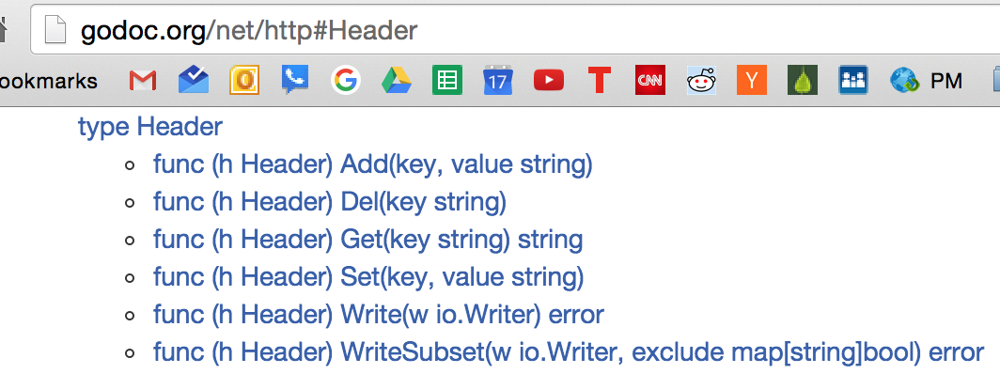 godoc.org/net/http#Header
ookmarks 17 T CNN Y PM
type Header
func (h Header) Add(key, value string)
func (h Header) Del(key string)
func (h Header) Get(key string) string
func (h Header) Set(key, value string)
func (h Header) Write(w io.Writer) error
func (h Header) WriteSubset(w io.Writer, exclude map[string]bool) error